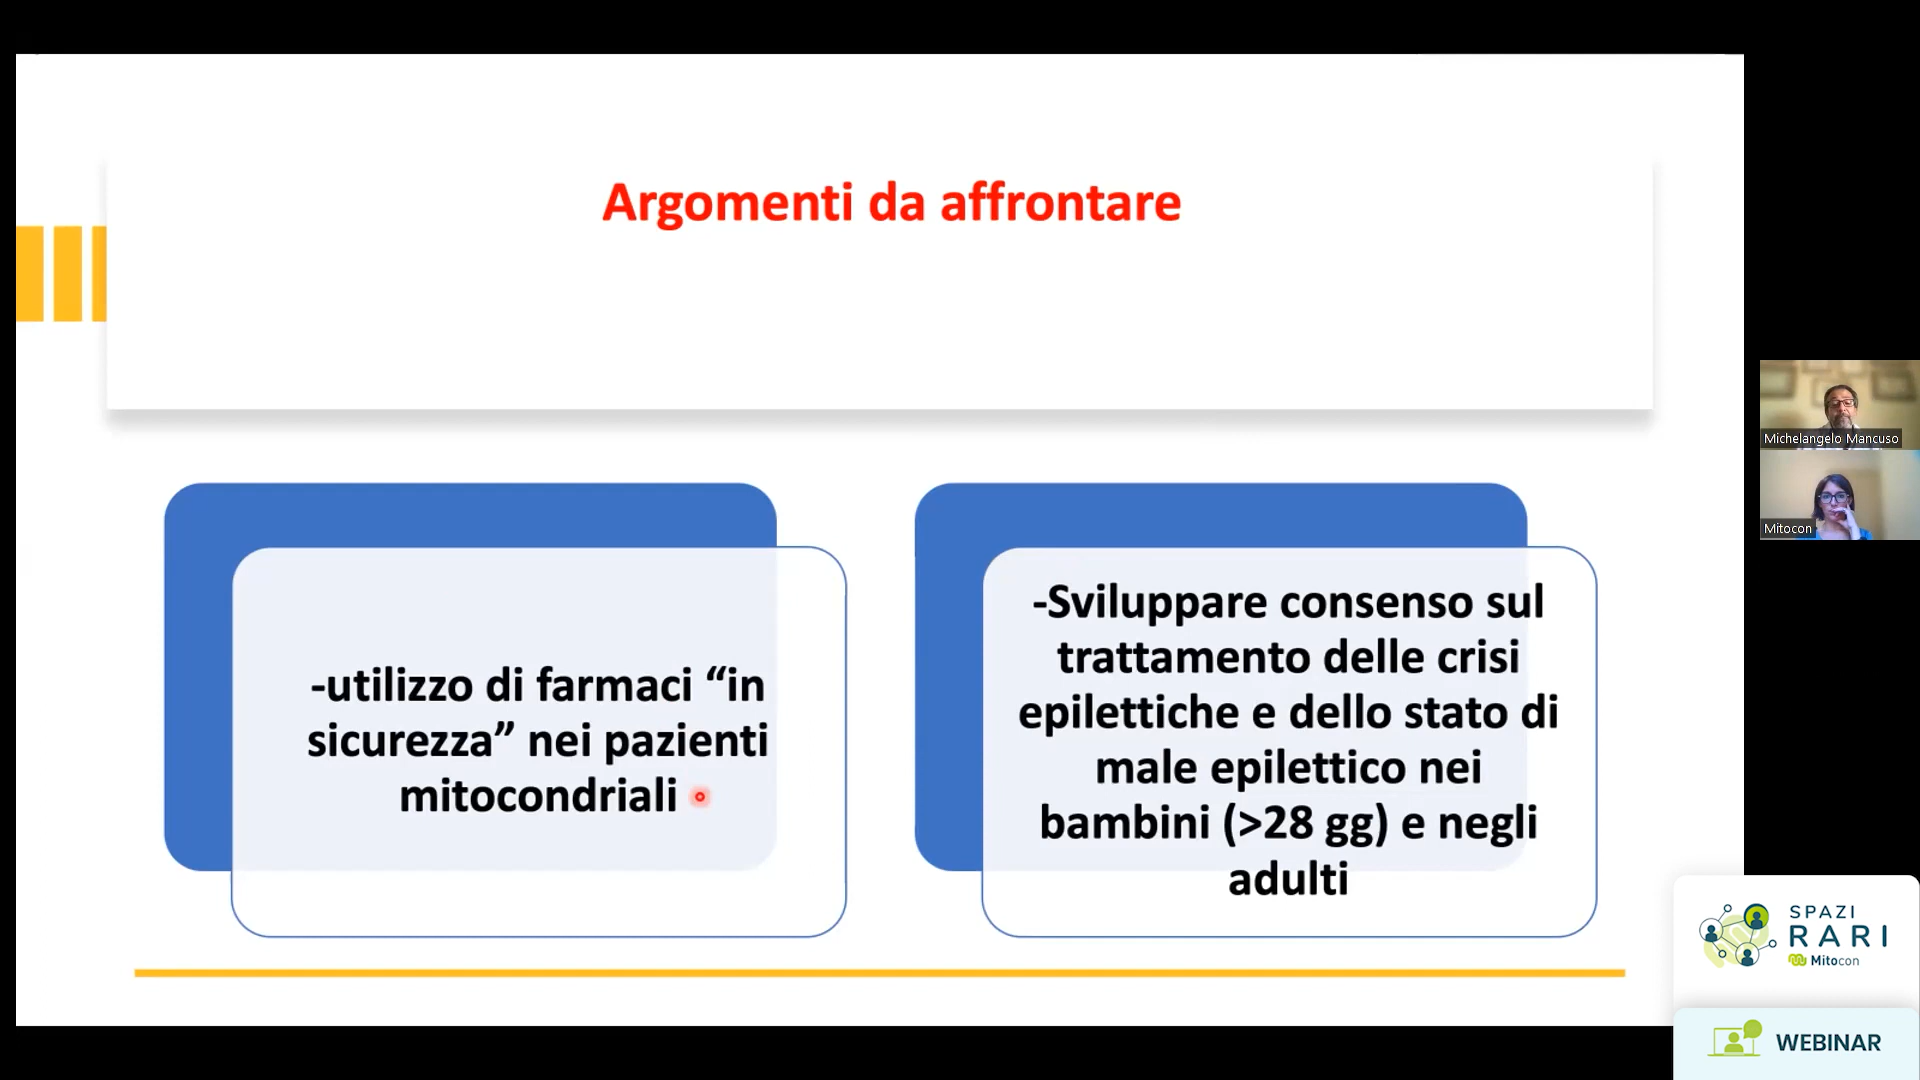 Argomenti da affrontare
-utilizzo di farmaci “in
sicurezza” nei pazienti
mitocondriali
-Sviluppare consenso sul
trattamento delle crisi
epilettiche e dello stato di
male epilettico nei
bambini (>28 gg) e negli
adulti
Michelangelo Mancuso
Mitocon
SPAZI
RARI
Mitocon
WEBINAR